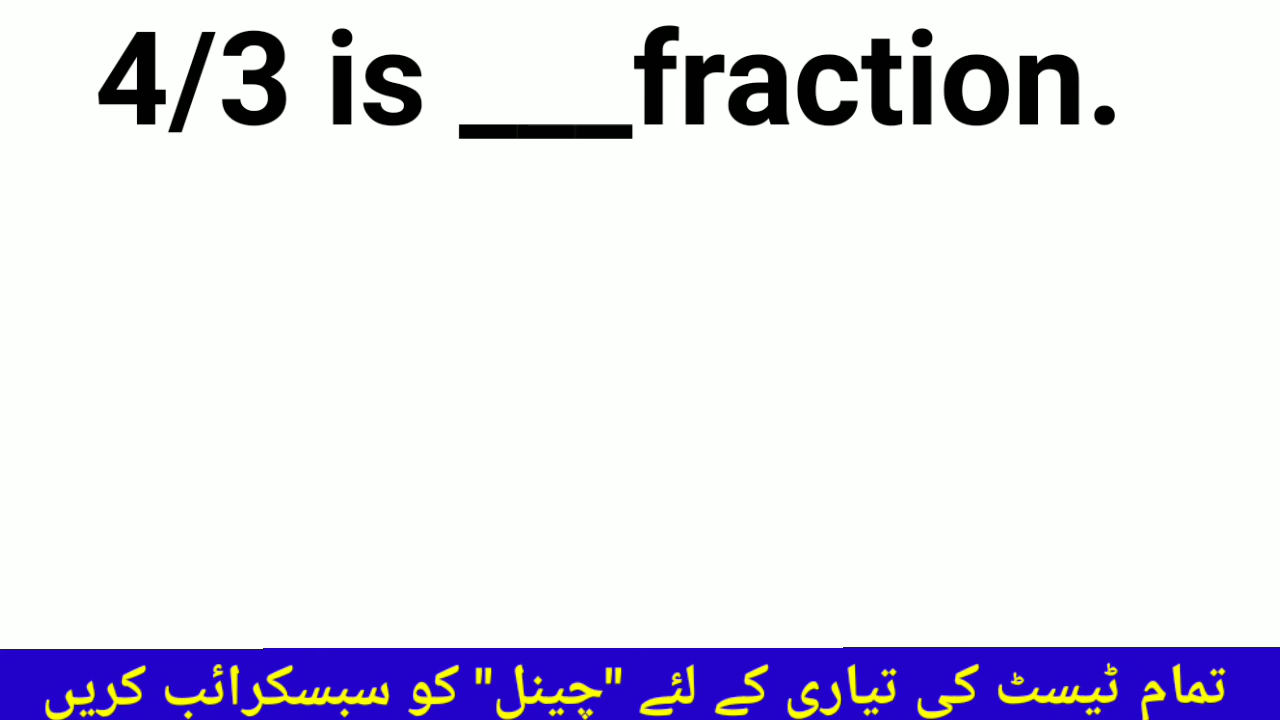 4/3 is ___fraction.
تمام ٹیسٹ کی تیاری کے لئے "چینل" کو سبسکرائب کریں